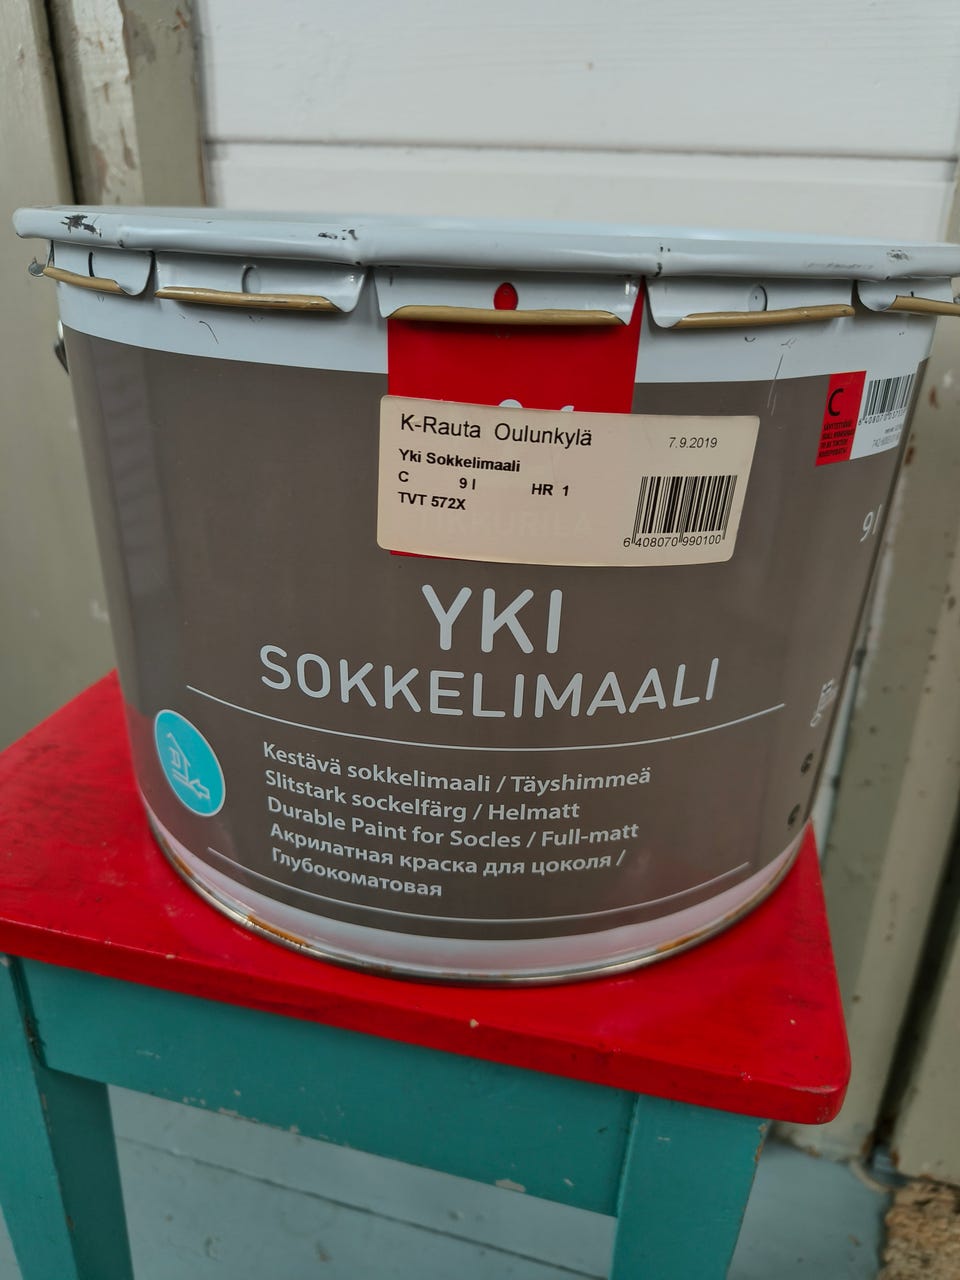 K-Rauta Oulunkylä 7.9.2019
Yki Sokkelimaali
C 9 l HR 1
TVT 572X
6 408070 990100
TIKKURILA
C
9 l
YKI
SOKKELIMAALI
Kestävä sokkelimaali / Täyshimmeä
Slitstark sockelfärg / Helmatt
Durable Paint for Socles / Full-matt
Акрилатная краска для цоколя /
Глубокоматовая